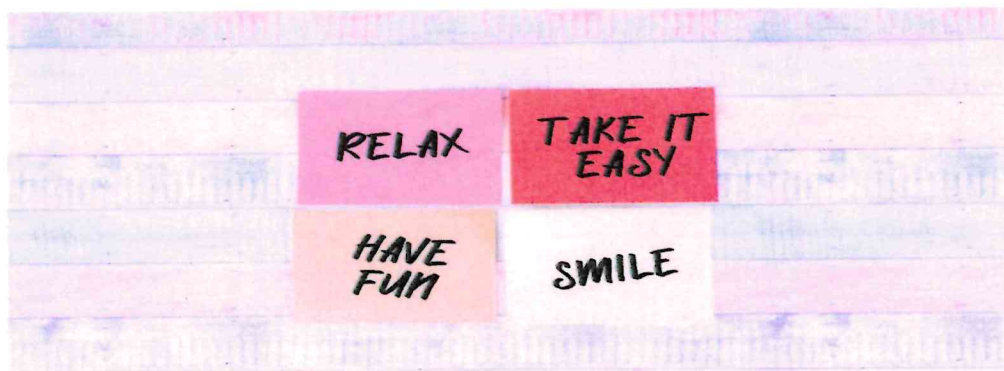 RELAX
TAKE IT
EASY
HAVE
FUN
SMILE